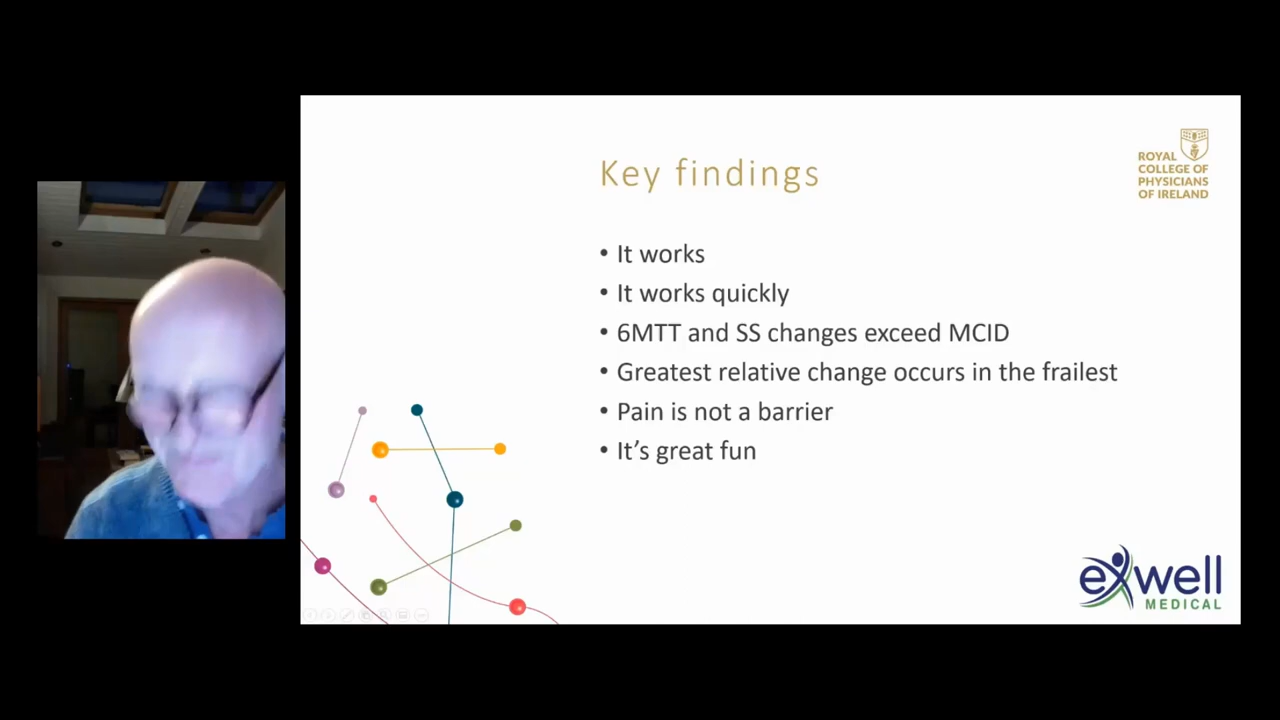 Key findings
ROYAL
COLLEGE OF
PHYSICIANS
OF IRELAND
• It works
• It works quickly
• 6MTT and SS changes exceed MCID
• Greatest relative change occurs in the frailest
• Pain is not a barrier
• It’s great fun
exwell
MEDICAL